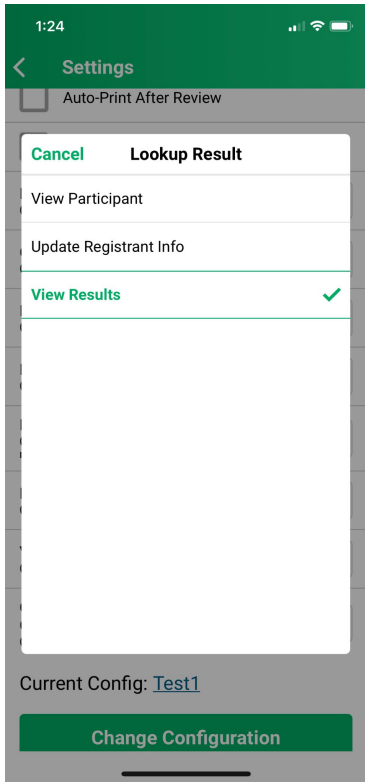 1:24
Settings
Auto-Print After Review
Cancel Lookup Result
View Participant
Update Registrant Info
View Results
Current Config: Test1
Change Configuration